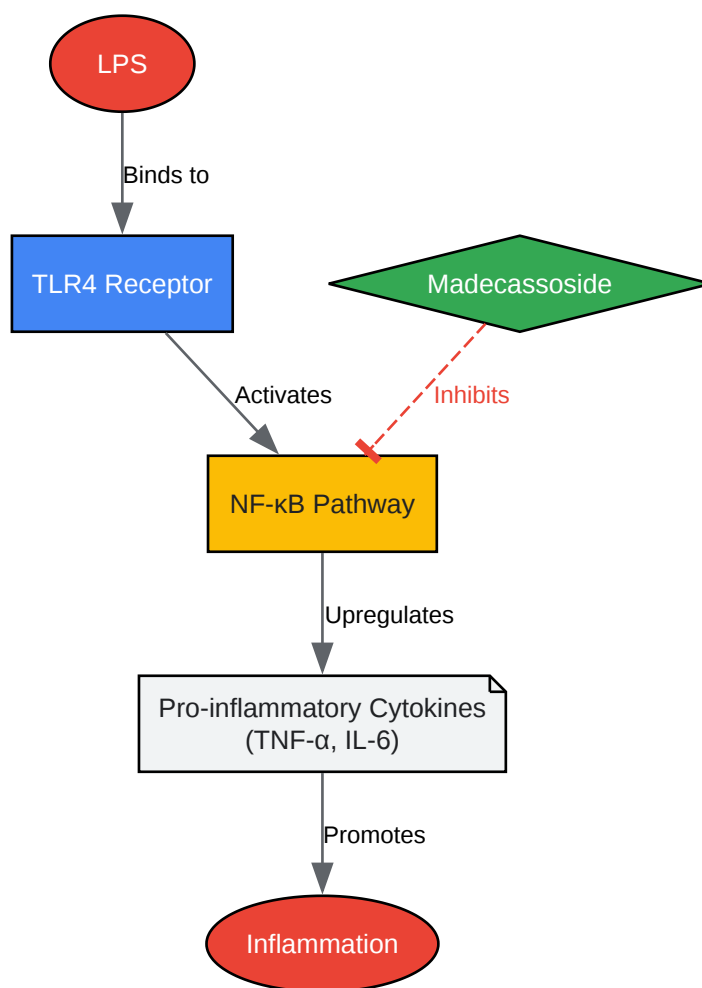 LPS
Binds to
TLR4 Receptor
Madecassoside
Activates
Inhibits
NF-κB Pathway
Upregulates
Pro-inflammatory Cytokines
(TNF-α, IL-6)
Promotes
Inflammation